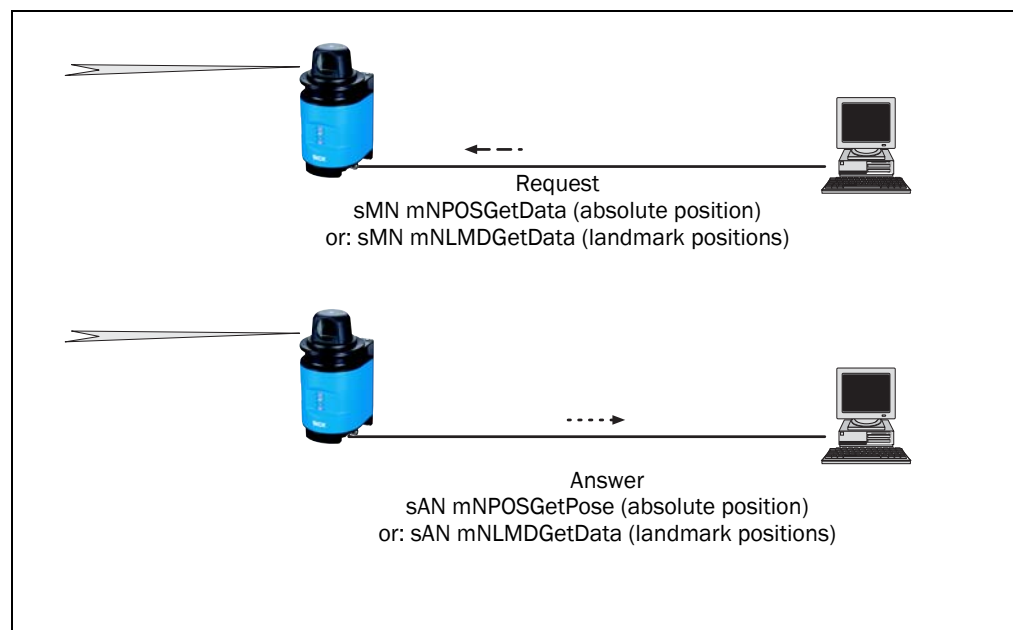 Request
sMN mNPOSGetData (absolute position)
or: sMN mNLMDGetData (landmark positions)
Answer
sAN mNPOSGetPose (absolute position)
or: sAN mNLMDGetData (landmark positions)